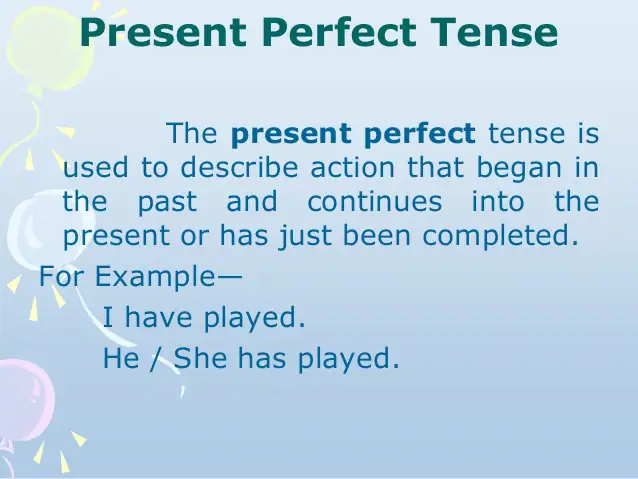 Present Perfect Tense
The present perfect tense is
used to describe action that began in
the past and continues into the
present or has just been completed.
For Example—
I have played.
He / She has played.